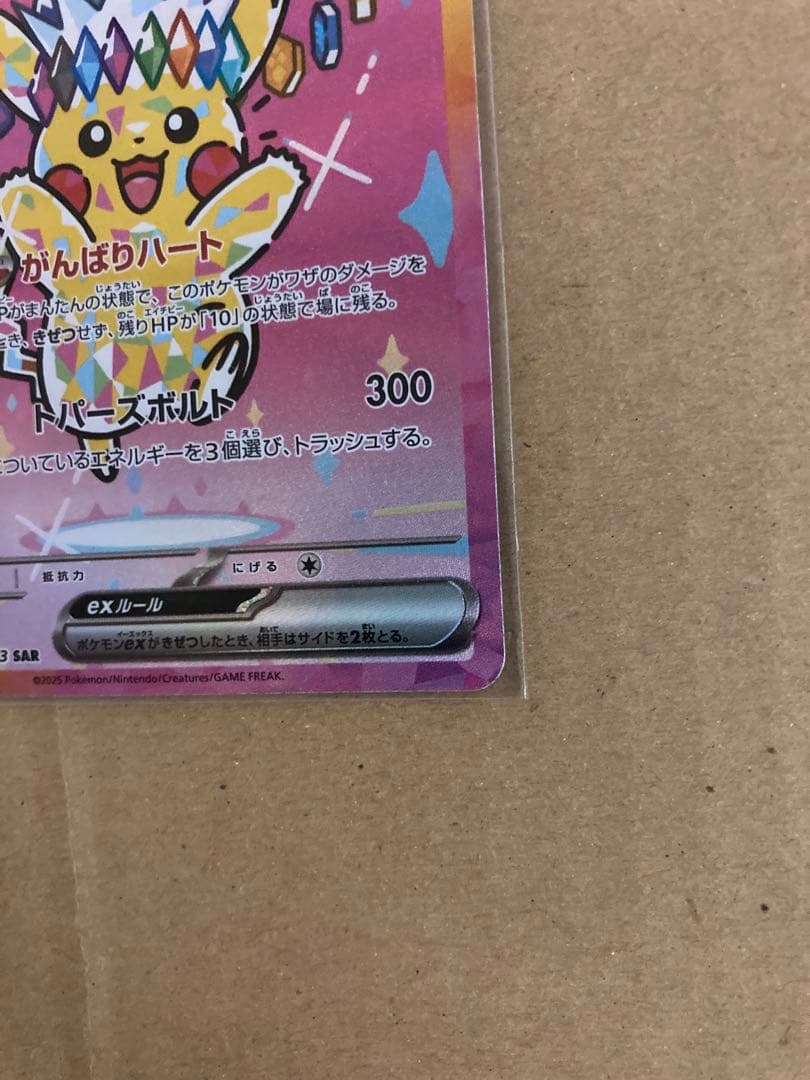 がんばりハート
Pがまんたんの状態で、このポケモンがワザのダメージを
とき、きぜつせず、残りHPが「10」の状態で場に残る。
トパーズボルト 300
についているエネルギーを3個選び、トラッシュする。
抵抗力 にげる
exルール
ポケモンexがきぜつしたとき、相手はサイドを2枚とる。
3 SAR
©2025 Pokémon/Nintendo/Creatures/GAME FREAK.